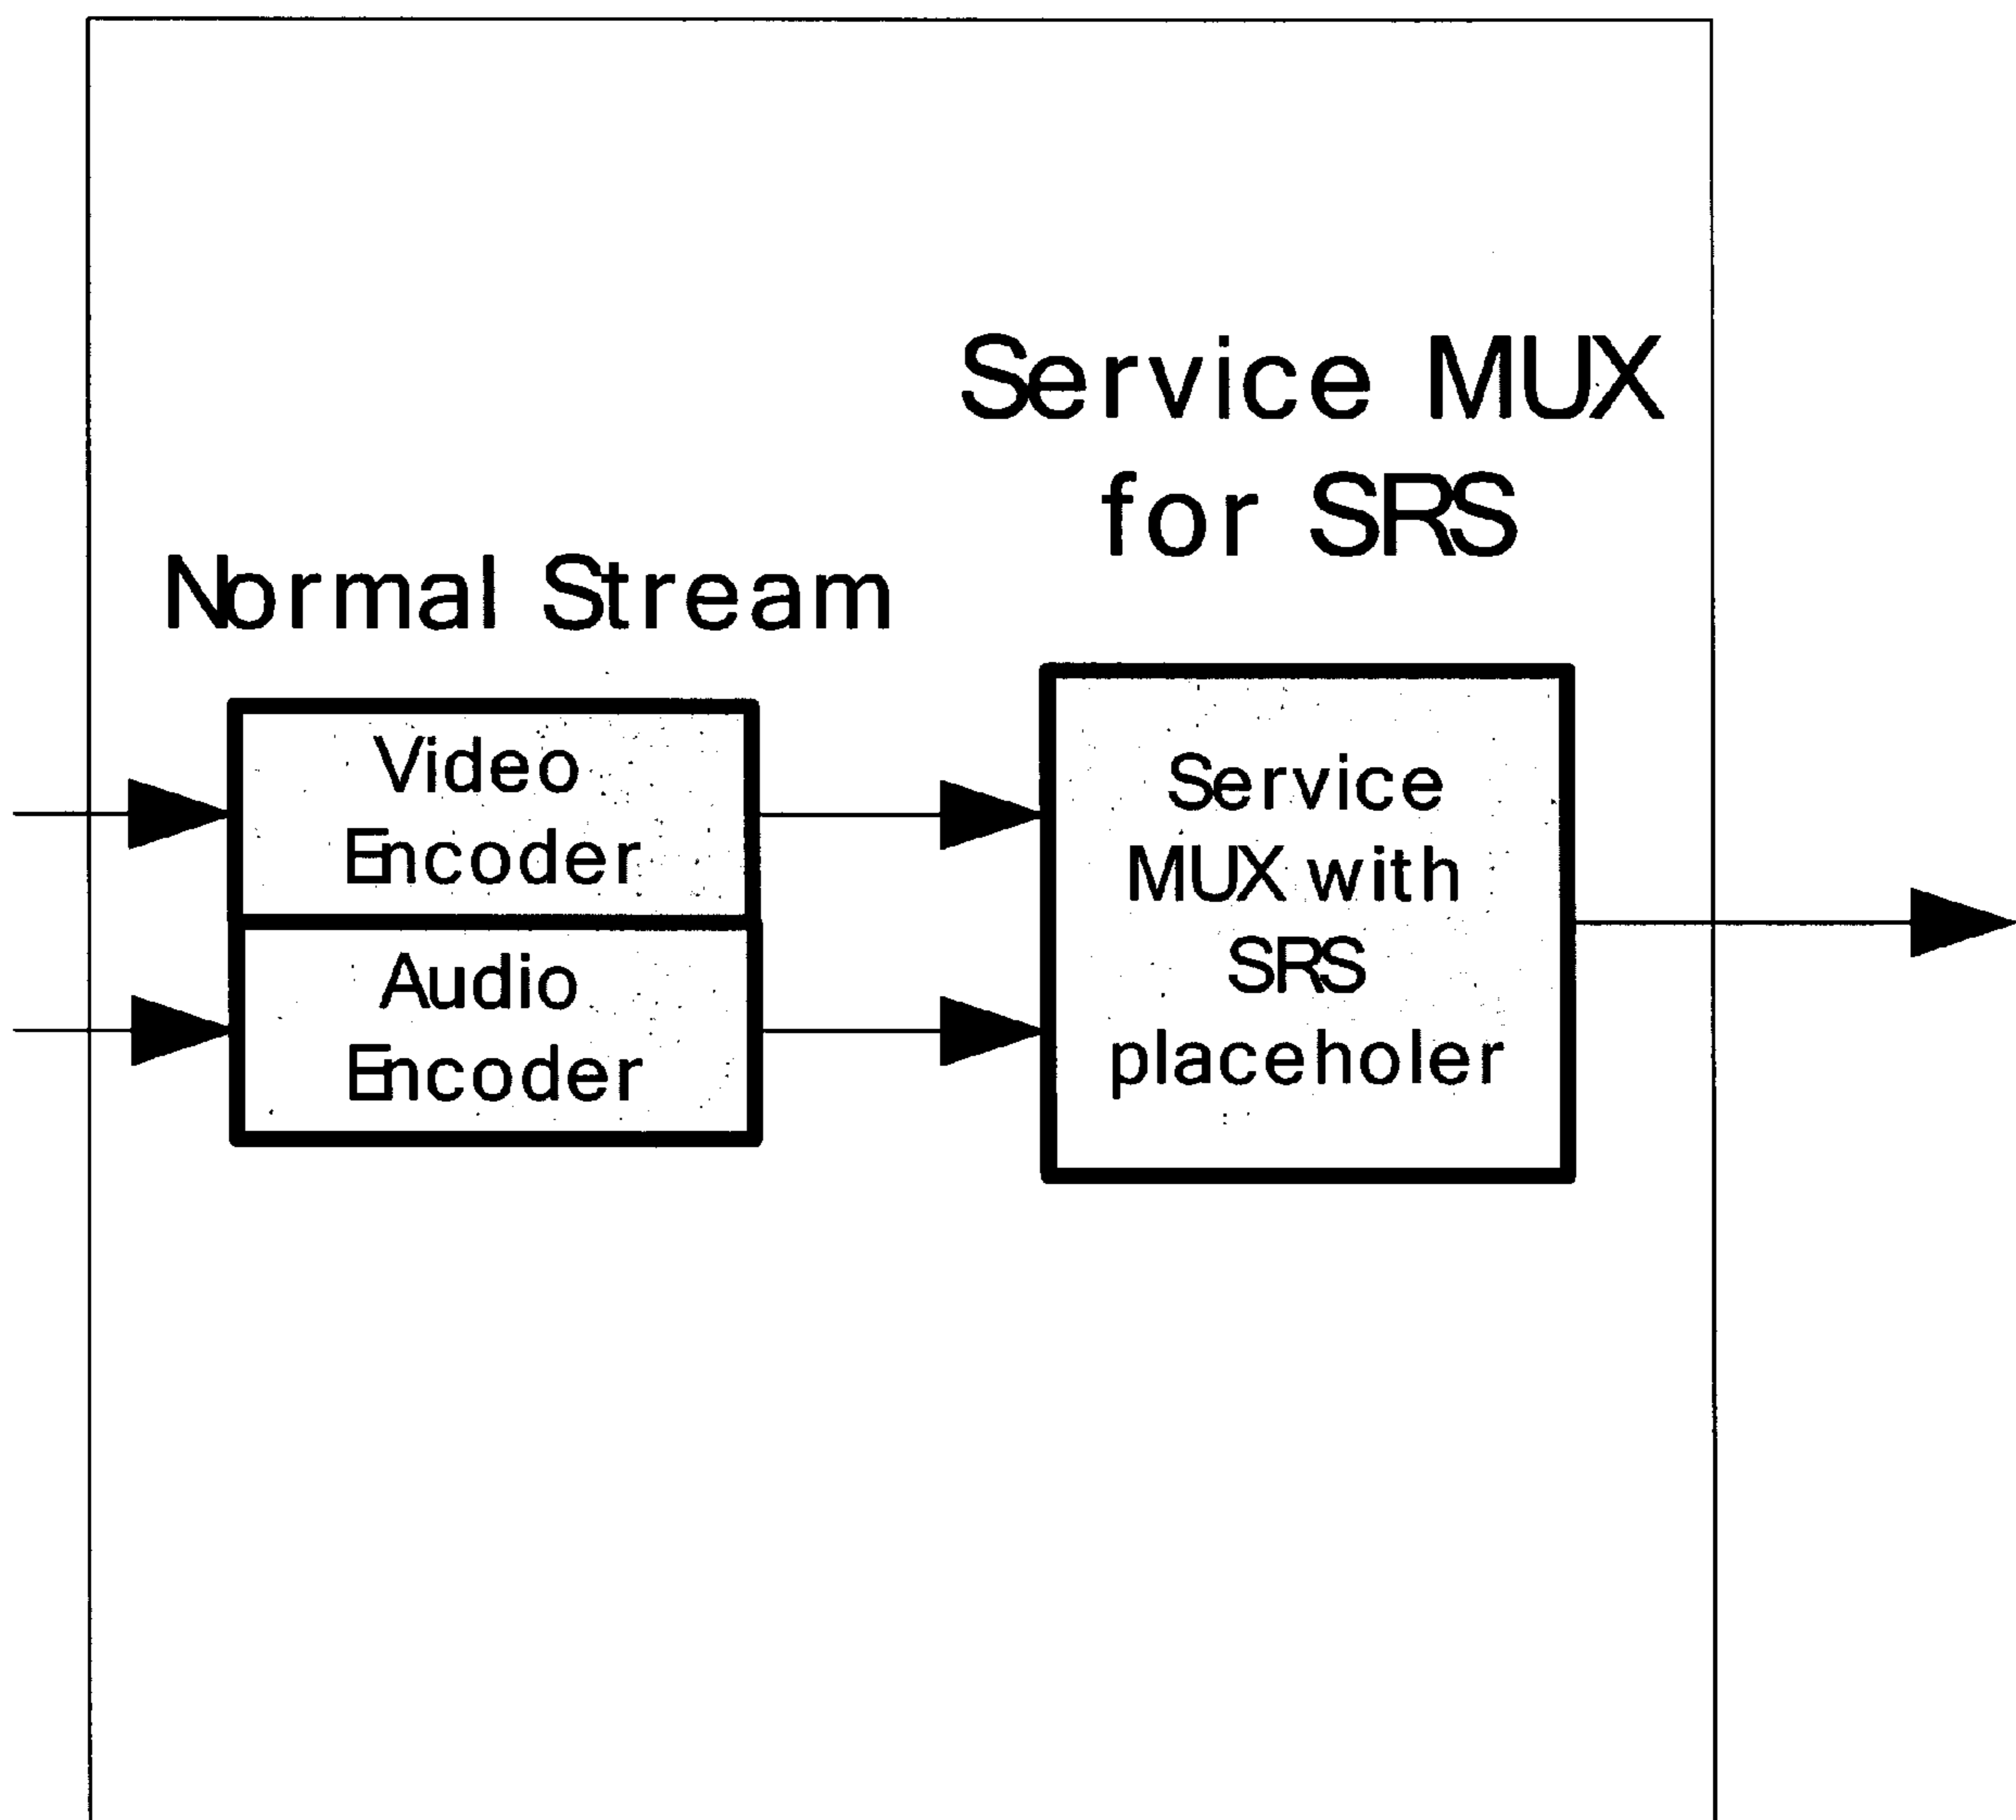 Service MUX
for SRS
Normal Stream
Video
Encoder
Audio
Encoder
Service
MUX with
SRS
placeholer